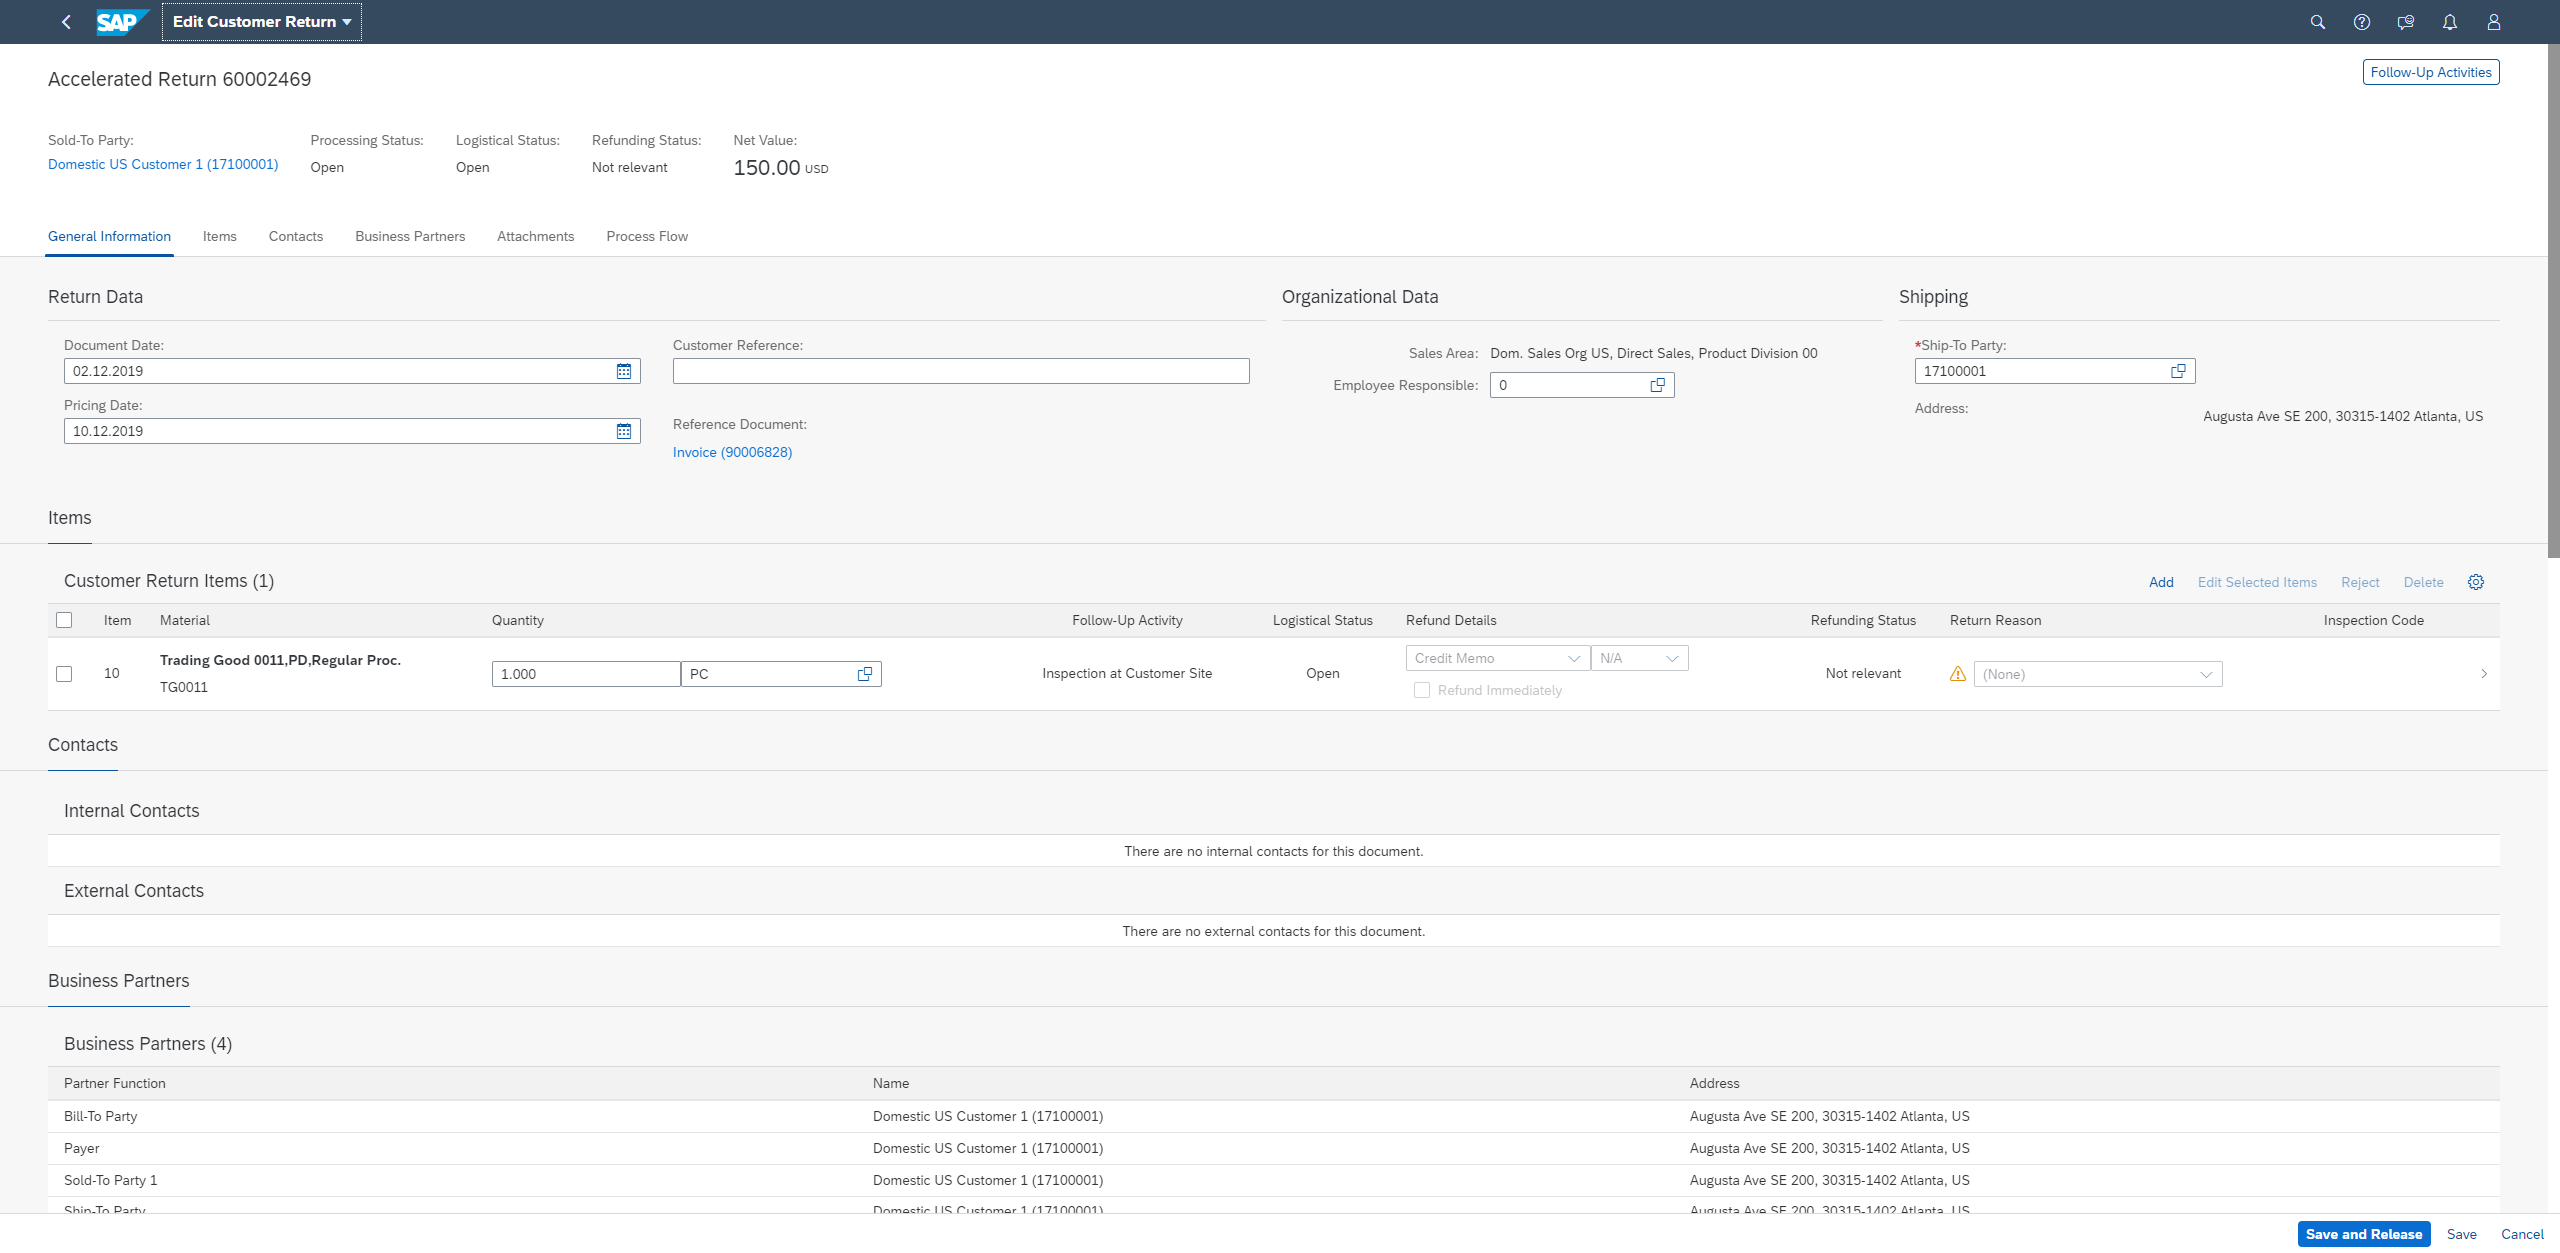 SAP Edit Customer Return
Accelerated Return 60002469
Follow-Up Activities
Sold-To Party: Processing Status: Logistical Status: Refunding Status: Net Value:
Domestic US Customer 1 (17100001) Open Open Not relevant 150.00 USD
General Information Items Contacts Business Partners Attachments Process Flow
Return Data
Document Date:
02.12.2019
Pricing Date:
10.12.2019
Customer Reference:
Reference Document:
Invoice (90006828)
Organizational Data
Sales Area: Dom. Sales Org US, Direct Sales, Product Division 00
Employee Responsible: 0
Shipping
*Ship-To Party:
17100001
Address:
Augusta Ave SE 200, 30315-1402 Atlanta, US
Items
Customer Return Items (1)
Add Edit Selected Items Reject Delete
Item Material Quantity Follow-Up Activity Logistical Status Refund Details Refunding Status Return Reason Inspection Code
10 Trading Good 0011,PD,Regular Proc.
TG0011
1.000 PC Inspection at Customer Site Open
Credit Memo N/A
Refund Immediately
Not relevant (None)
Contacts
Internal Contacts
There are no internal contacts for this document.
External Contacts
There are no external contacts for this document.
Business Partners
Business Partners (4)
Partner Function Name Address
Bill-To Party Domestic US Customer 1 (17100001) Augusta Ave SE 200, 30315-1402 Atlanta, US
Payer Domestic US Customer 1 (17100001) Augusta Ave SE 200, 30315-1402 Atlanta, US
Sold-To Party 1 Domestic US Customer 1 (17100001) Augusta Ave SE 200, 30315-1402 Atlanta, US
Ship-To Party Domestic US Customer 1 (17100001) Augusta Ave SE 200, 30315-1402 Atlanta, US
Save and Release Save Cancel